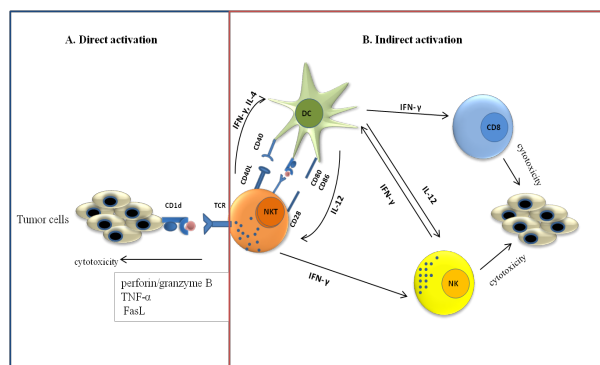 A. Direct activation
B. Indirect activation
IFN-γ, IL-4
DC
IFN-γ
CD8
CD40
CD40L
CD80
CD86
CD28
IL-12
IFN-γ
IL-12
cytotoxicity
Tumor cells
CD1d
TCR
NKT
cytotoxicity
perforin/granzyme B
TNF-α
FasL
IFN-γ
NK
cytotoxicity